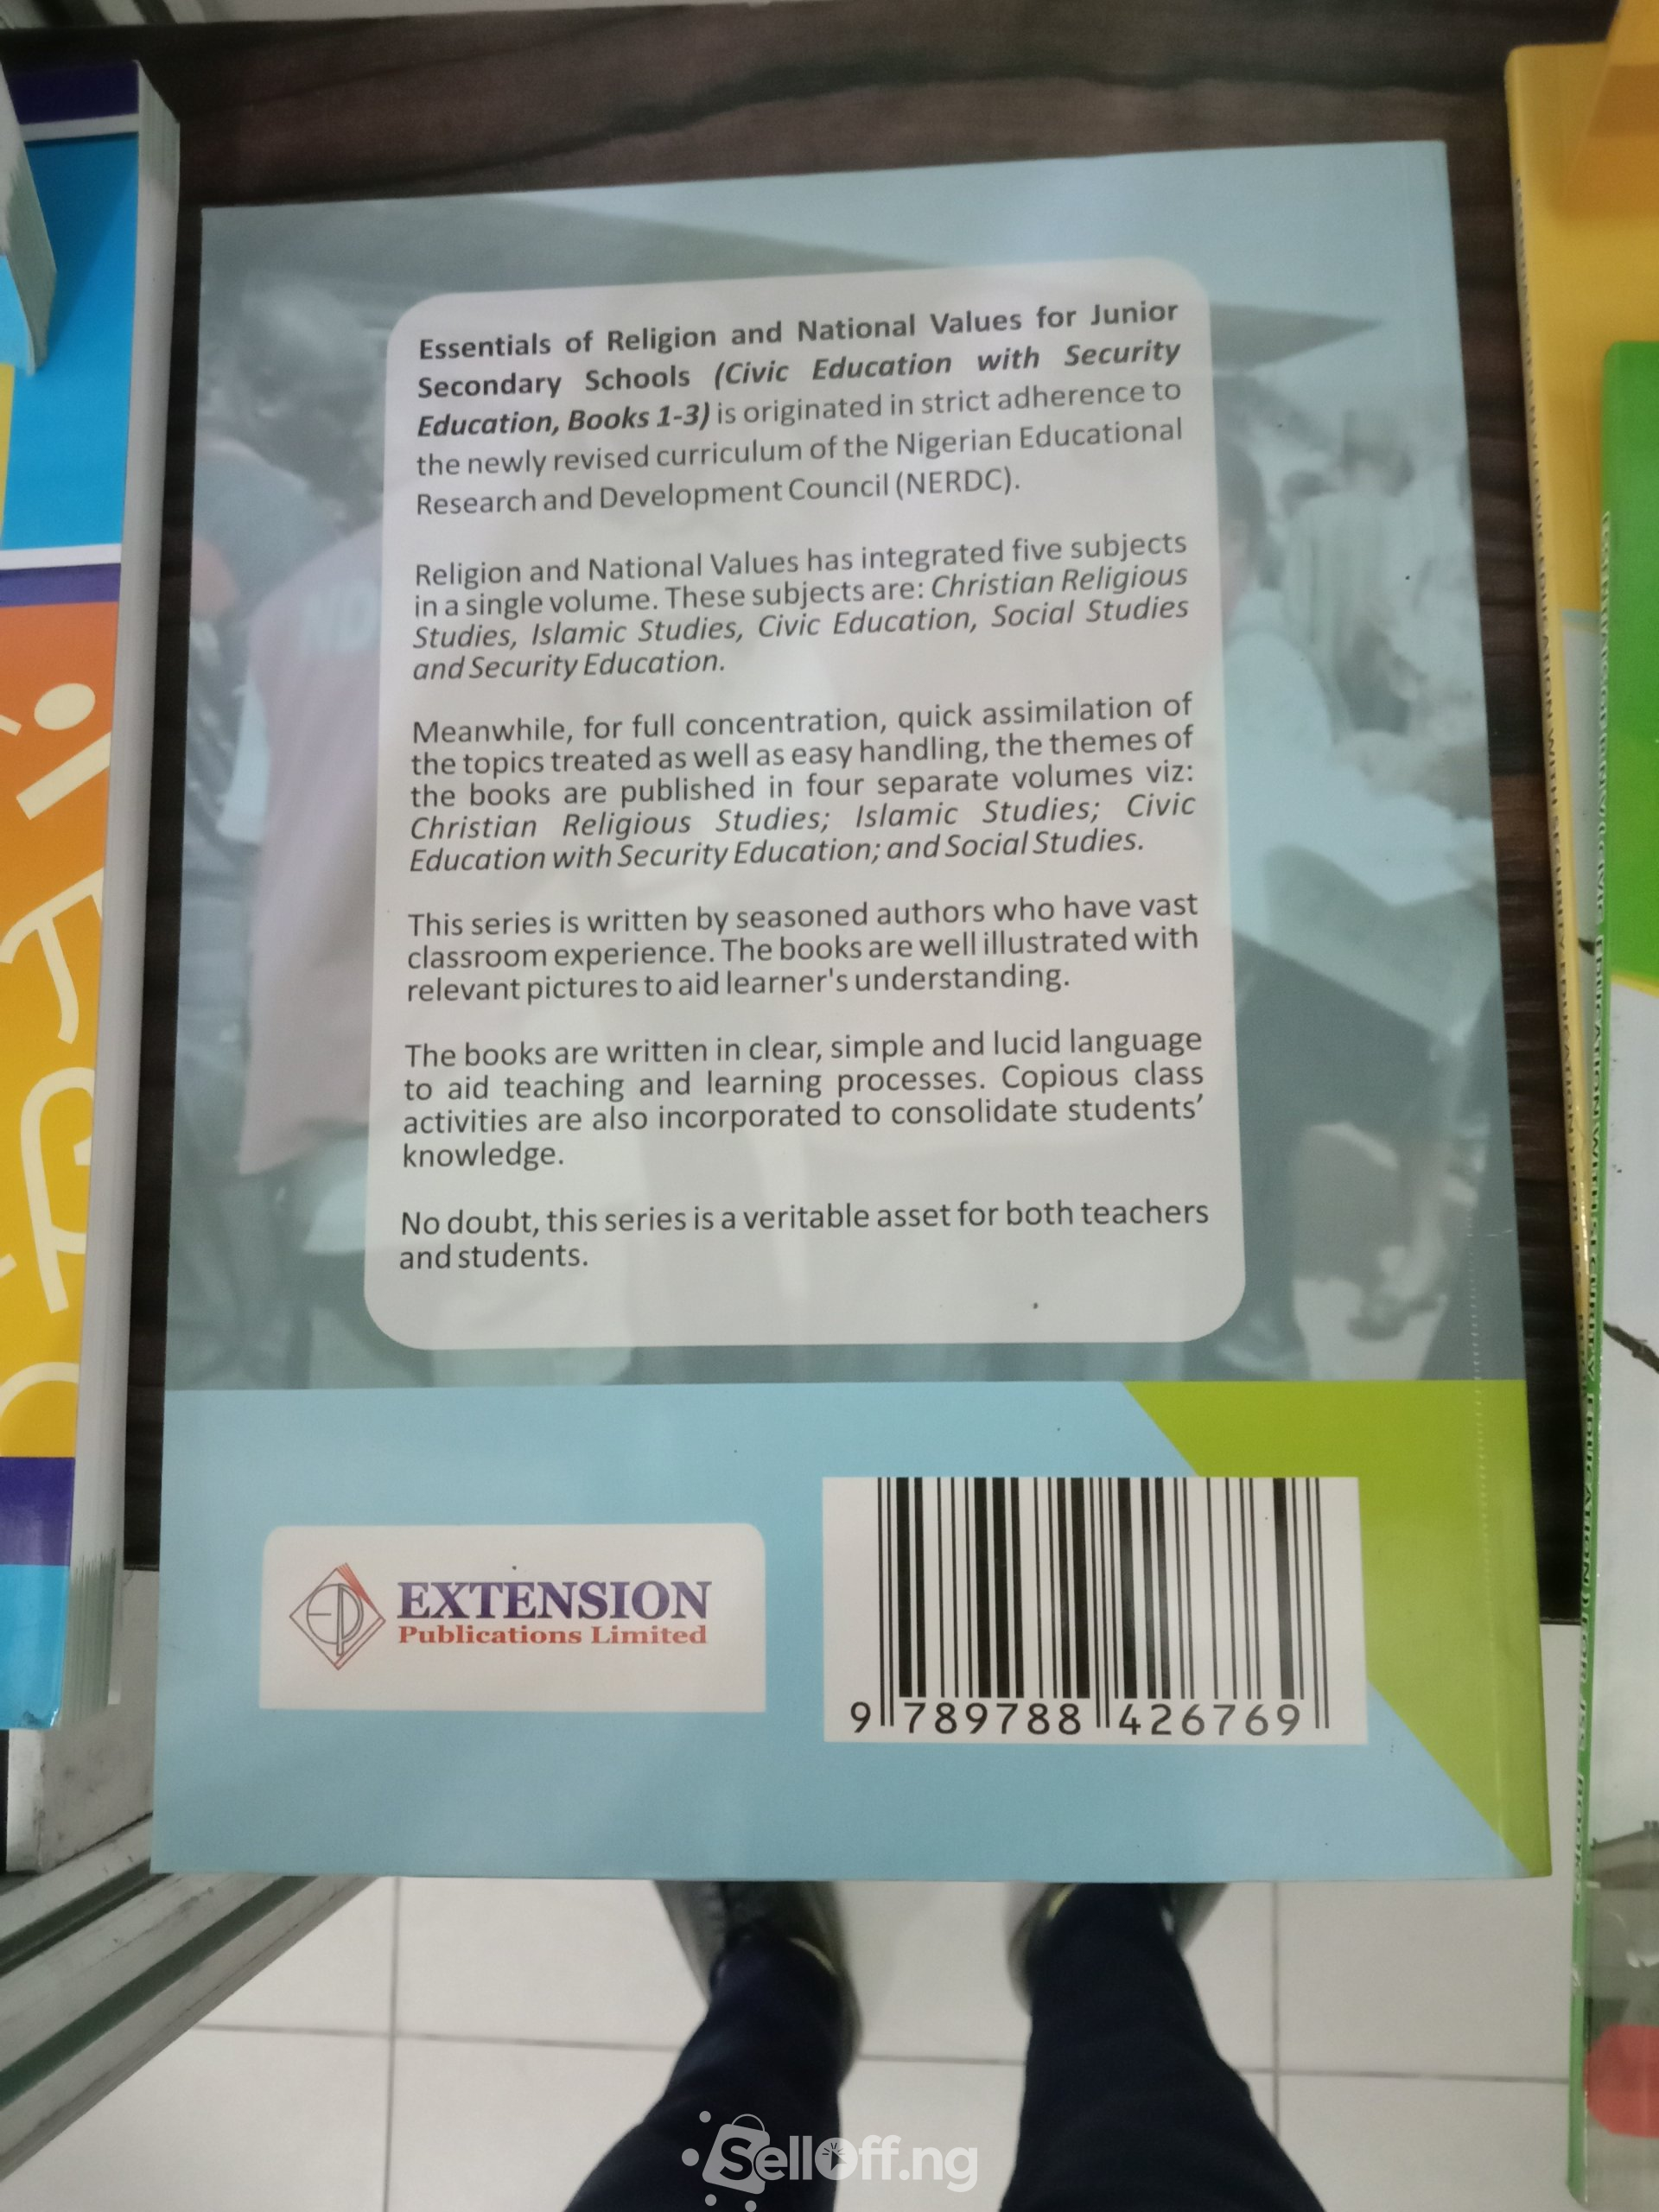 Essentials of Religion and National Values for Junior
Secondary Schools (Civic Education with Security
Education, Books 1-3) is originated in strict adherence to
the newly revised curriculum of the Nigerian Educational
Research and Development Council (NERDC).
Religion and National Values has integrated five subjects
in a single volume. These subjects are: Christian Religious
Studies, Islamic Studies, Civic Education, Social Studies
and Security Education.
Meanwhile, for full concentration, quick assimilation of
the topics treated as well as easy handling, the themes of
the books are published in four separate volumes viz:
Christian Religious Studies; Islamic Studies; Civic
Education with Security Education; and Social Studies.
This series is written by seasoned authors who have vast
classroom experience. The books are well illustrated with
relevant pictures to aid learner's understanding.
The books are written in clear, simple and lucid language
to aid teaching and learning processes. Copious class
activities are also incorporated to consolidate students’
knowledge.
No doubt, this series is a veritable asset for both teachers
and students.
EXTENSION
Publications Limited
9 789788 426769
SellOff.ng